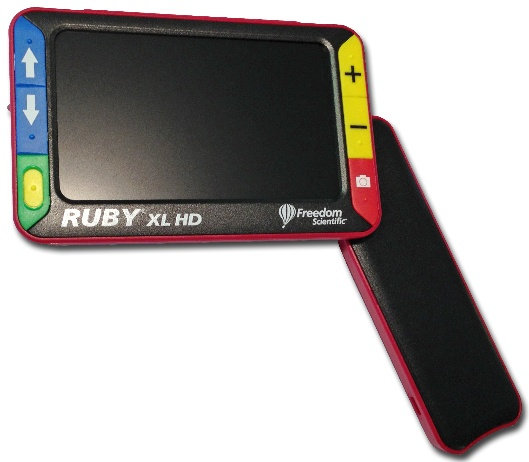 +
−
RUBY XL HD
Freedom
Scientific